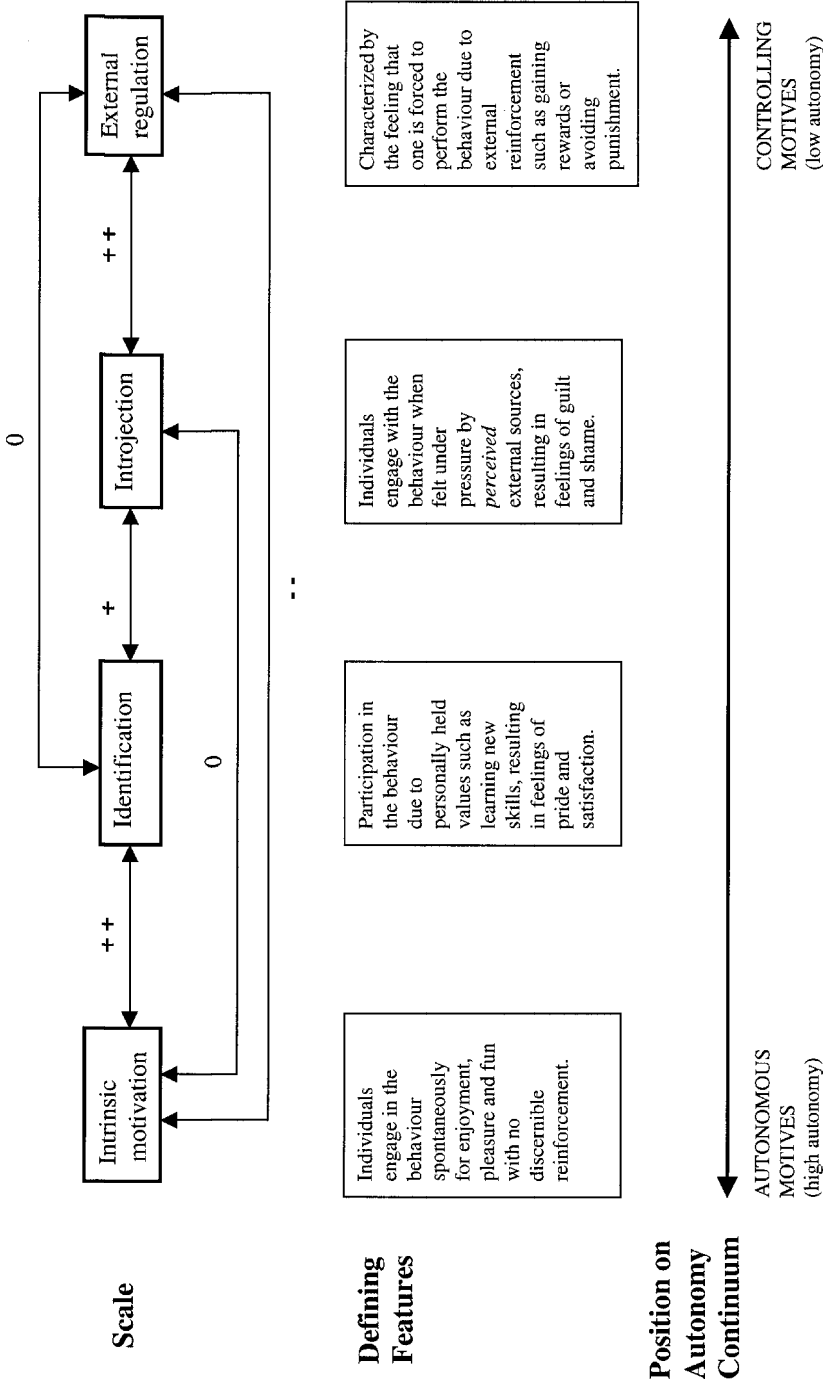 0
++
+
++
Scale
Intrinsic
motivation
Identification
Introjection
External
regulation
0
--
Defining
Features
Individuals
engage in the
behaviour
spontaneously
for enjoyment,
pleasure and fun
with no
discernible
reinforcement.
Participation in
the behaviour
due to
personally held
values such as
learning new
skills, resulting
in feelings of
pride and
satisfaction.
Individuals
engage with the
behaviour when
felt under
pressure by
perceived
external sources,
resulting in
feelings of guilt
and shame.
Characterized by
the feeling that
one is forced to
perform the
behaviour due to
external
reinforcement
such as gaining
rewards or
avoiding
punishment.
Position on
Autonomy
Continuum
AUTONOMOUS
MOTIVES
(high autonomy)
CONTROLLING
MOTIVES
(low autonomy)